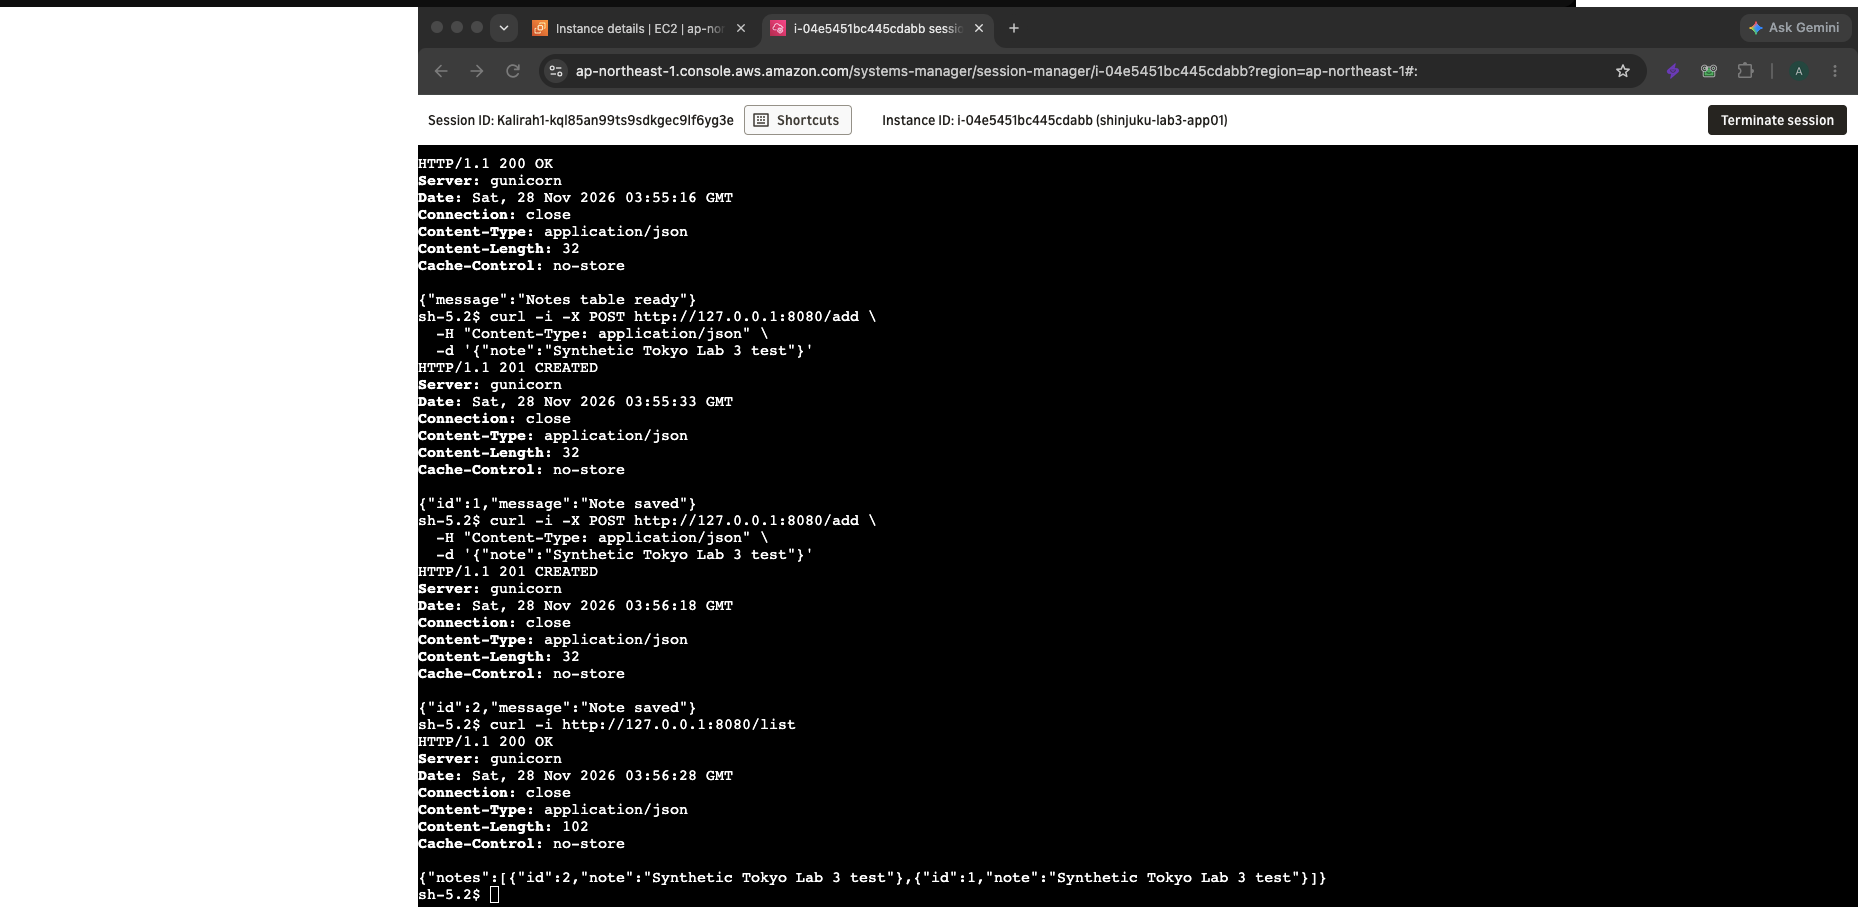 Instance details | EC2 | ap-nor
i-04e5451bc445cdabb sessio
Ask Gemini
ap-northeast-1.console.aws.amazon.com/systems-manager/session-manager/i-04e5451bc445cdabb?region=ap-northeast-1#:
A
Session ID: Kalirah1-kql85an99ts9sdkgec9lf6yg3e
Shortcuts
Instance ID: i-04e5451bc445cdabb (shinjuku-lab3-app01)
Terminate session
HTTP/1.1 200 OK
Server: gunicorn
Date: Sat, 28 Nov 2026 03:55:16 GMT
Connection: close
Content-Type: application/json
Content-Length: 32
Cache-Control: no-store
{"message":"Notes table ready"}
sh-5.2$ curl -i -X POST http://127.0.0.1:8080/add \
-H "Content-Type: application/json" \
-d '{"note":"Synthetic Tokyo Lab 3 test"}'
HTTP/1.1 201 CREATED
Server: gunicorn
Date: Sat, 28 Nov 2026 03:55:33 GMT
Connection: close
Content-Type: application/json
Content-Length: 32
Cache-Control: no-store
{"id":1,"message":"Note saved"}
sh-5.2$ curl -i -X POST http://127.0.0.1:8080/add \
-H "Content-Type: application/json" \
-d '{"note":"Synthetic Tokyo Lab 3 test"}'
HTTP/1.1 201 CREATED
Server: gunicorn
Date: Sat, 28 Nov 2026 03:56:18 GMT
Connection: close
Content-Type: application/json
Content-Length: 32
Cache-Control: no-store
{"id":2,"message":"Note saved"}
sh-5.2$ curl -i http://127.0.0.1:8080/list
HTTP/1.1 200 OK
Server: gunicorn
Date: Sat, 28 Nov 2026 03:56:28 GMT
Connection: close
Content-Type: application/json
Content-Length: 102
Cache-Control: no-store
{"notes":[{"id":2,"note":"Synthetic Tokyo Lab 3 test"},{"id":1,"note":"Synthetic Tokyo Lab 3 test"}]}
sh-5.2$